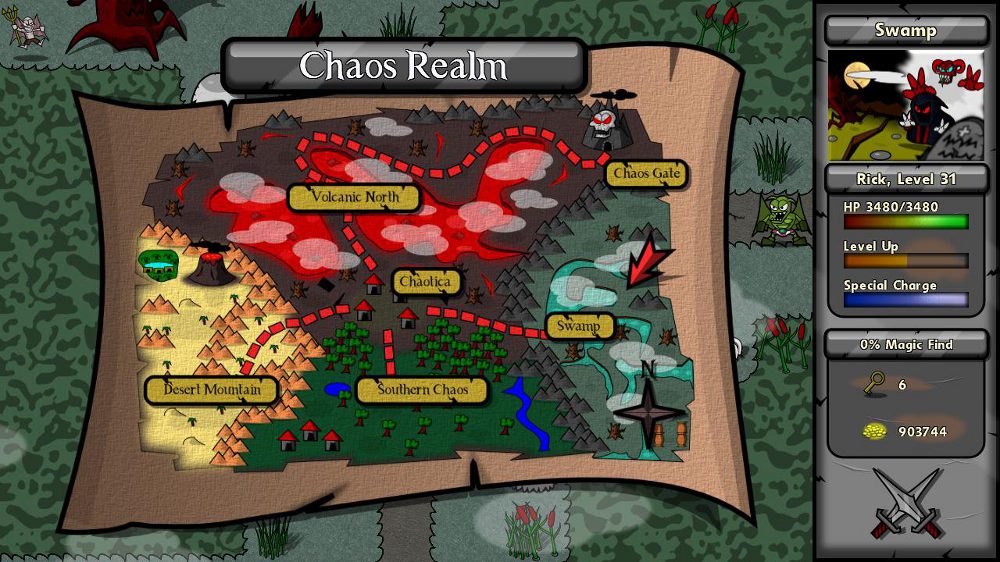 Chaos Realm
Chaos Gate
Volcanic North
Chaotica
Swamp
Desert Mountain
Southern Chaos
N
Swamp
Rick, Level 31
HP 3480/3480
Level Up
Special Charge
0% Magic Find
6
903744